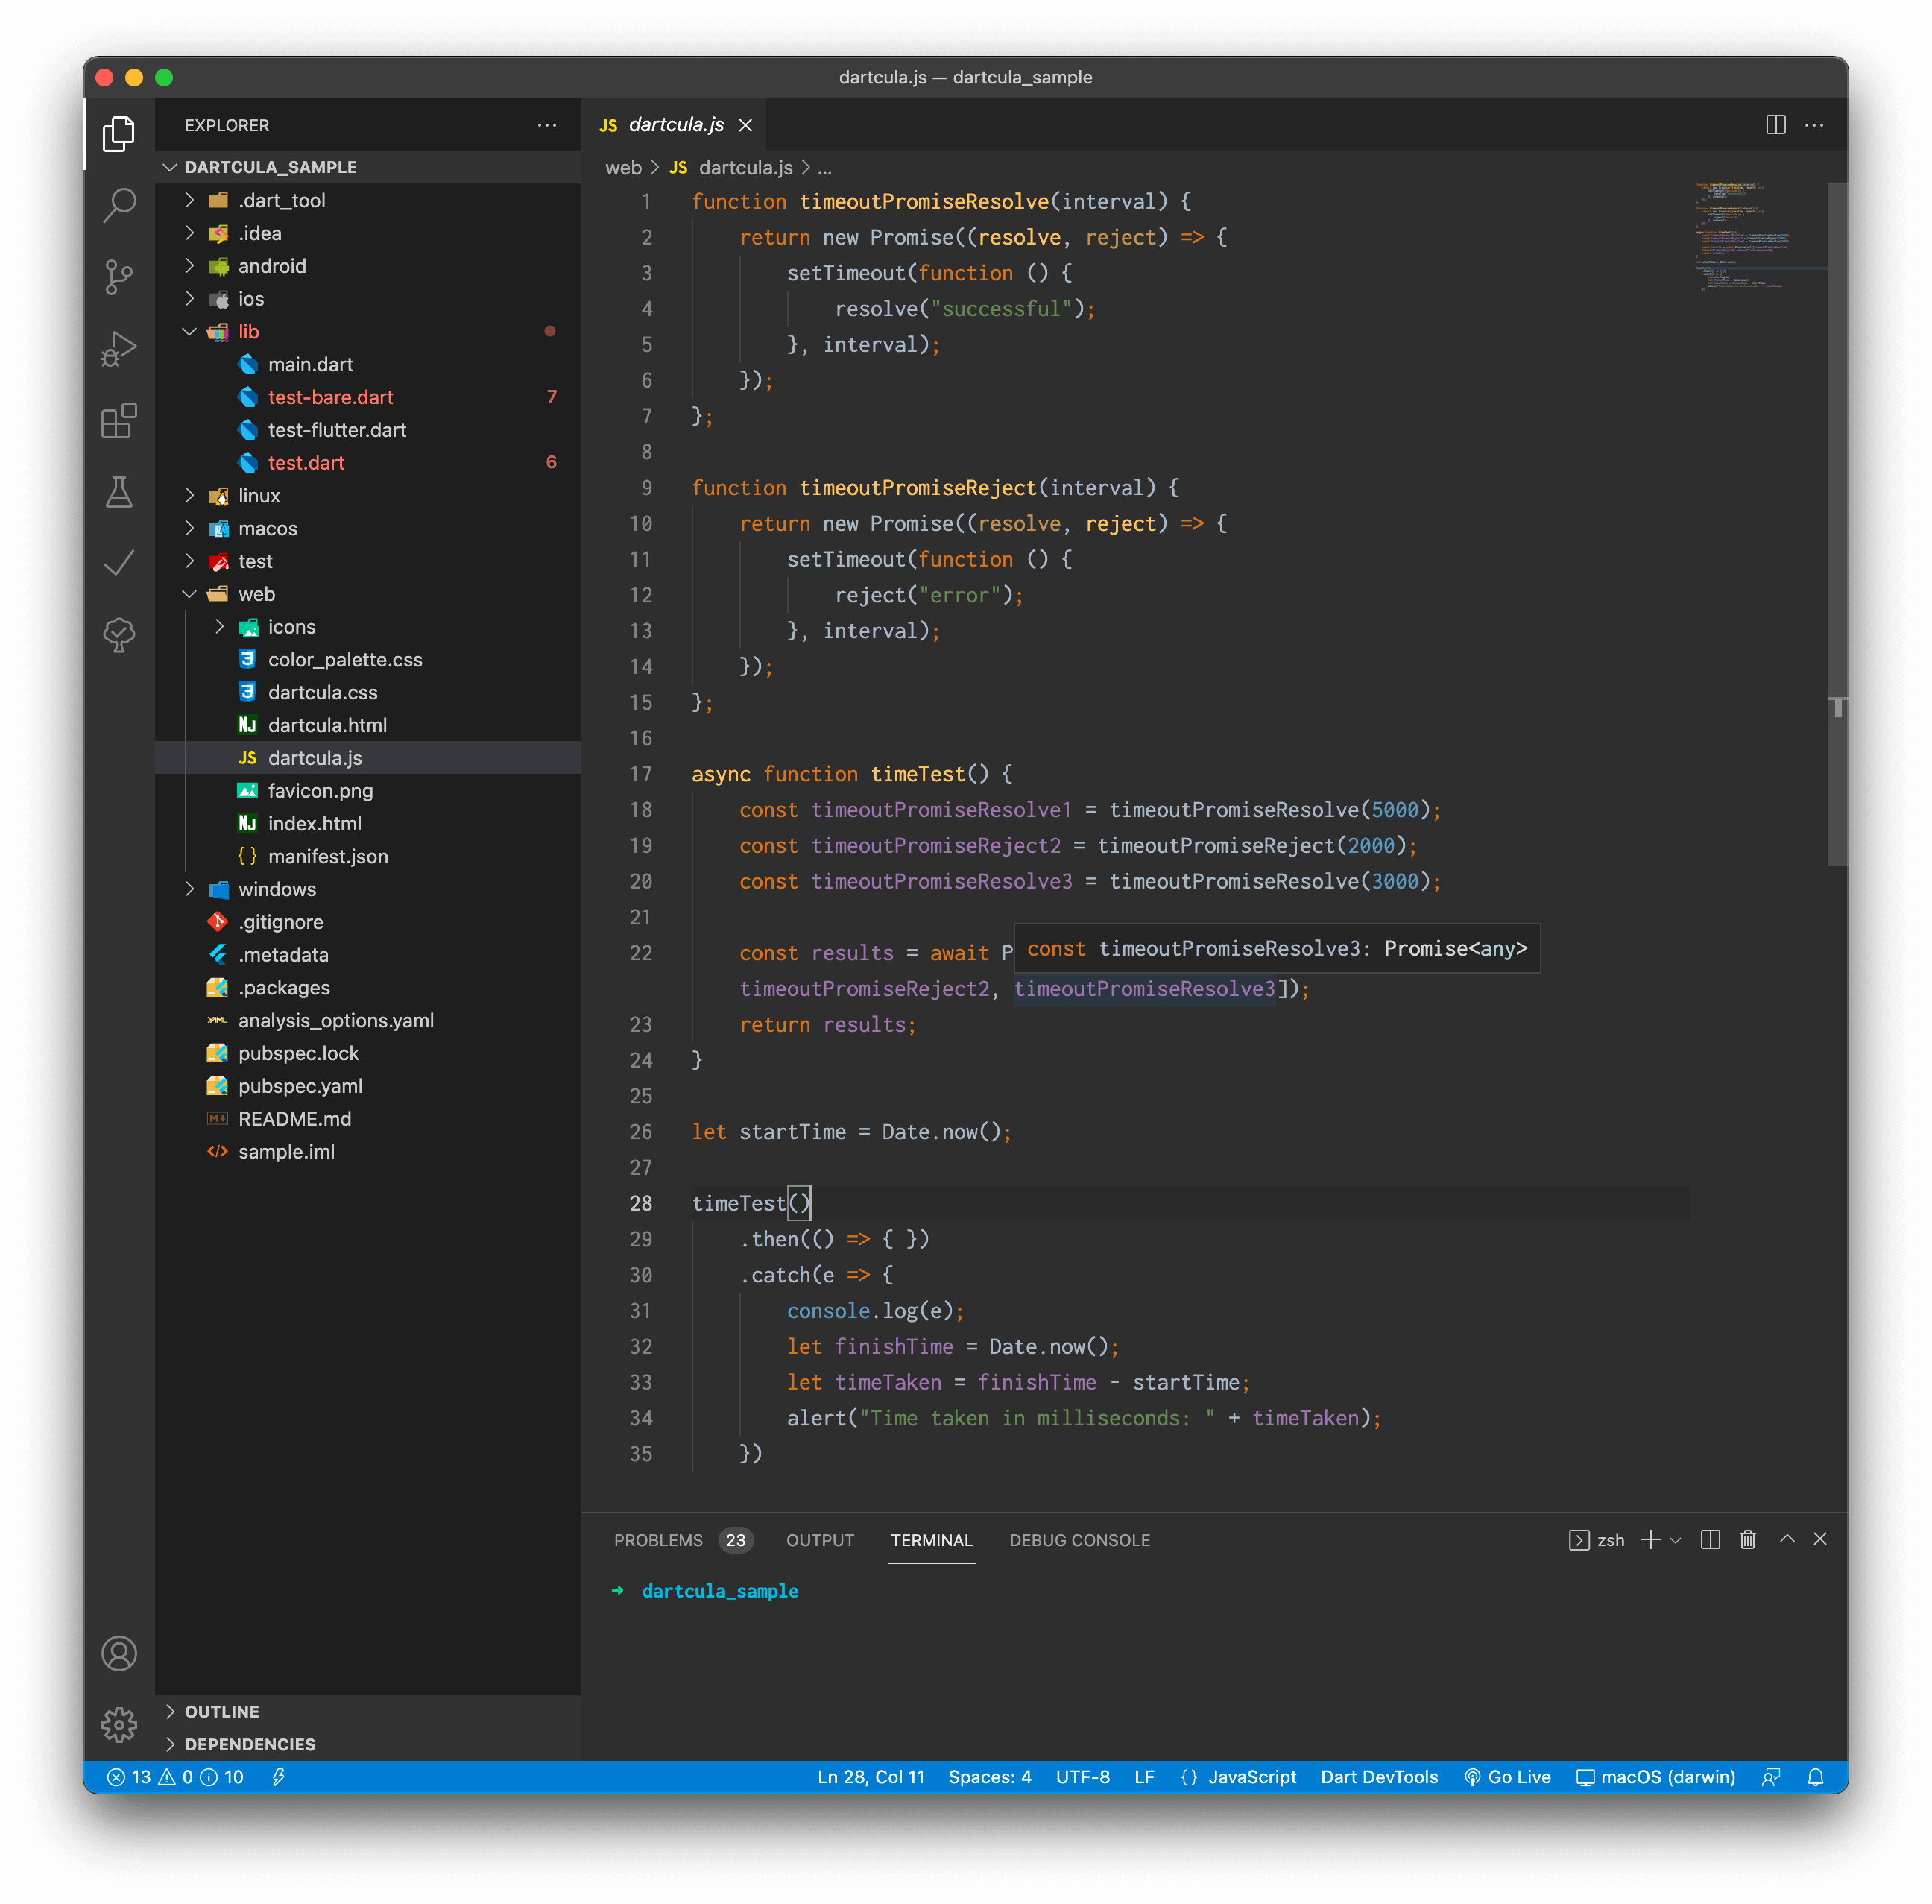 dartcula.js — dartcula_sample
EXPLORER
DARTCULA_SAMPLE
.dart_tool
.idea
android
ios
lib
main.dart
test-bare.dart 7
test-flutter.dart
test.dart 6
linux
macos
test
web
icons
color_palette.css
dartcula.css
NJ dartcula.html
JS dartcula.js
favicon.png
NJ index.html
{} manifest.json
windows
.gitignore
.metadata
.packages
YAML analysis_options.yaml
pubspec.lock
pubspec.yaml
README.md
</> sample.iml
OUTLINE
DEPENDENCIES
JS dartcula.js
web > JS dartcula.js > ...
1 function timeoutPromiseResolve(interval) {
2 return new Promise((resolve, reject) => {
3 setTimeout(function () {
4 resolve("successful");
5 }, interval);
6 });
7 };
8
9 function timeoutPromiseReject(interval) {
10 return new Promise((resolve, reject) => {
11 setTimeout(function () {
12 reject("error");
13 }, interval);
14 });
15 };
16
17 async function timeTest() {
18 const timeoutPromiseResolve1 = timeoutPromiseResolve(5000);
19 const timeoutPromiseReject2 = timeoutPromiseReject(2000);
20 const timeoutPromiseResolve3 = timeoutPromiseResolve(3000);
21
22 const results = await P
const timeoutPromiseResolve3: Promise<any>
timeoutPromiseReject2, timeoutPromiseResolve3]);
23 return results;
24 }
25
26 let startTime = Date.now();
27
28 timeTest()
29 .then(() => { })
30 .catch(e => {
31 console.log(e);
32 let finishTime = Date.now();
33 let timeTaken = finishTime - startTime;
34 alert("Time taken in milliseconds: " + timeTaken);
35 })
PROBLEMS 23 OUTPUT TERMINAL DEBUG CONSOLE zsh
➜ dartcula_sample
13 0 10 Ln 28, Col 11 Spaces: 4 UTF-8 LF {} JavaScript Dart DevTools Go Live macOS (darwin)